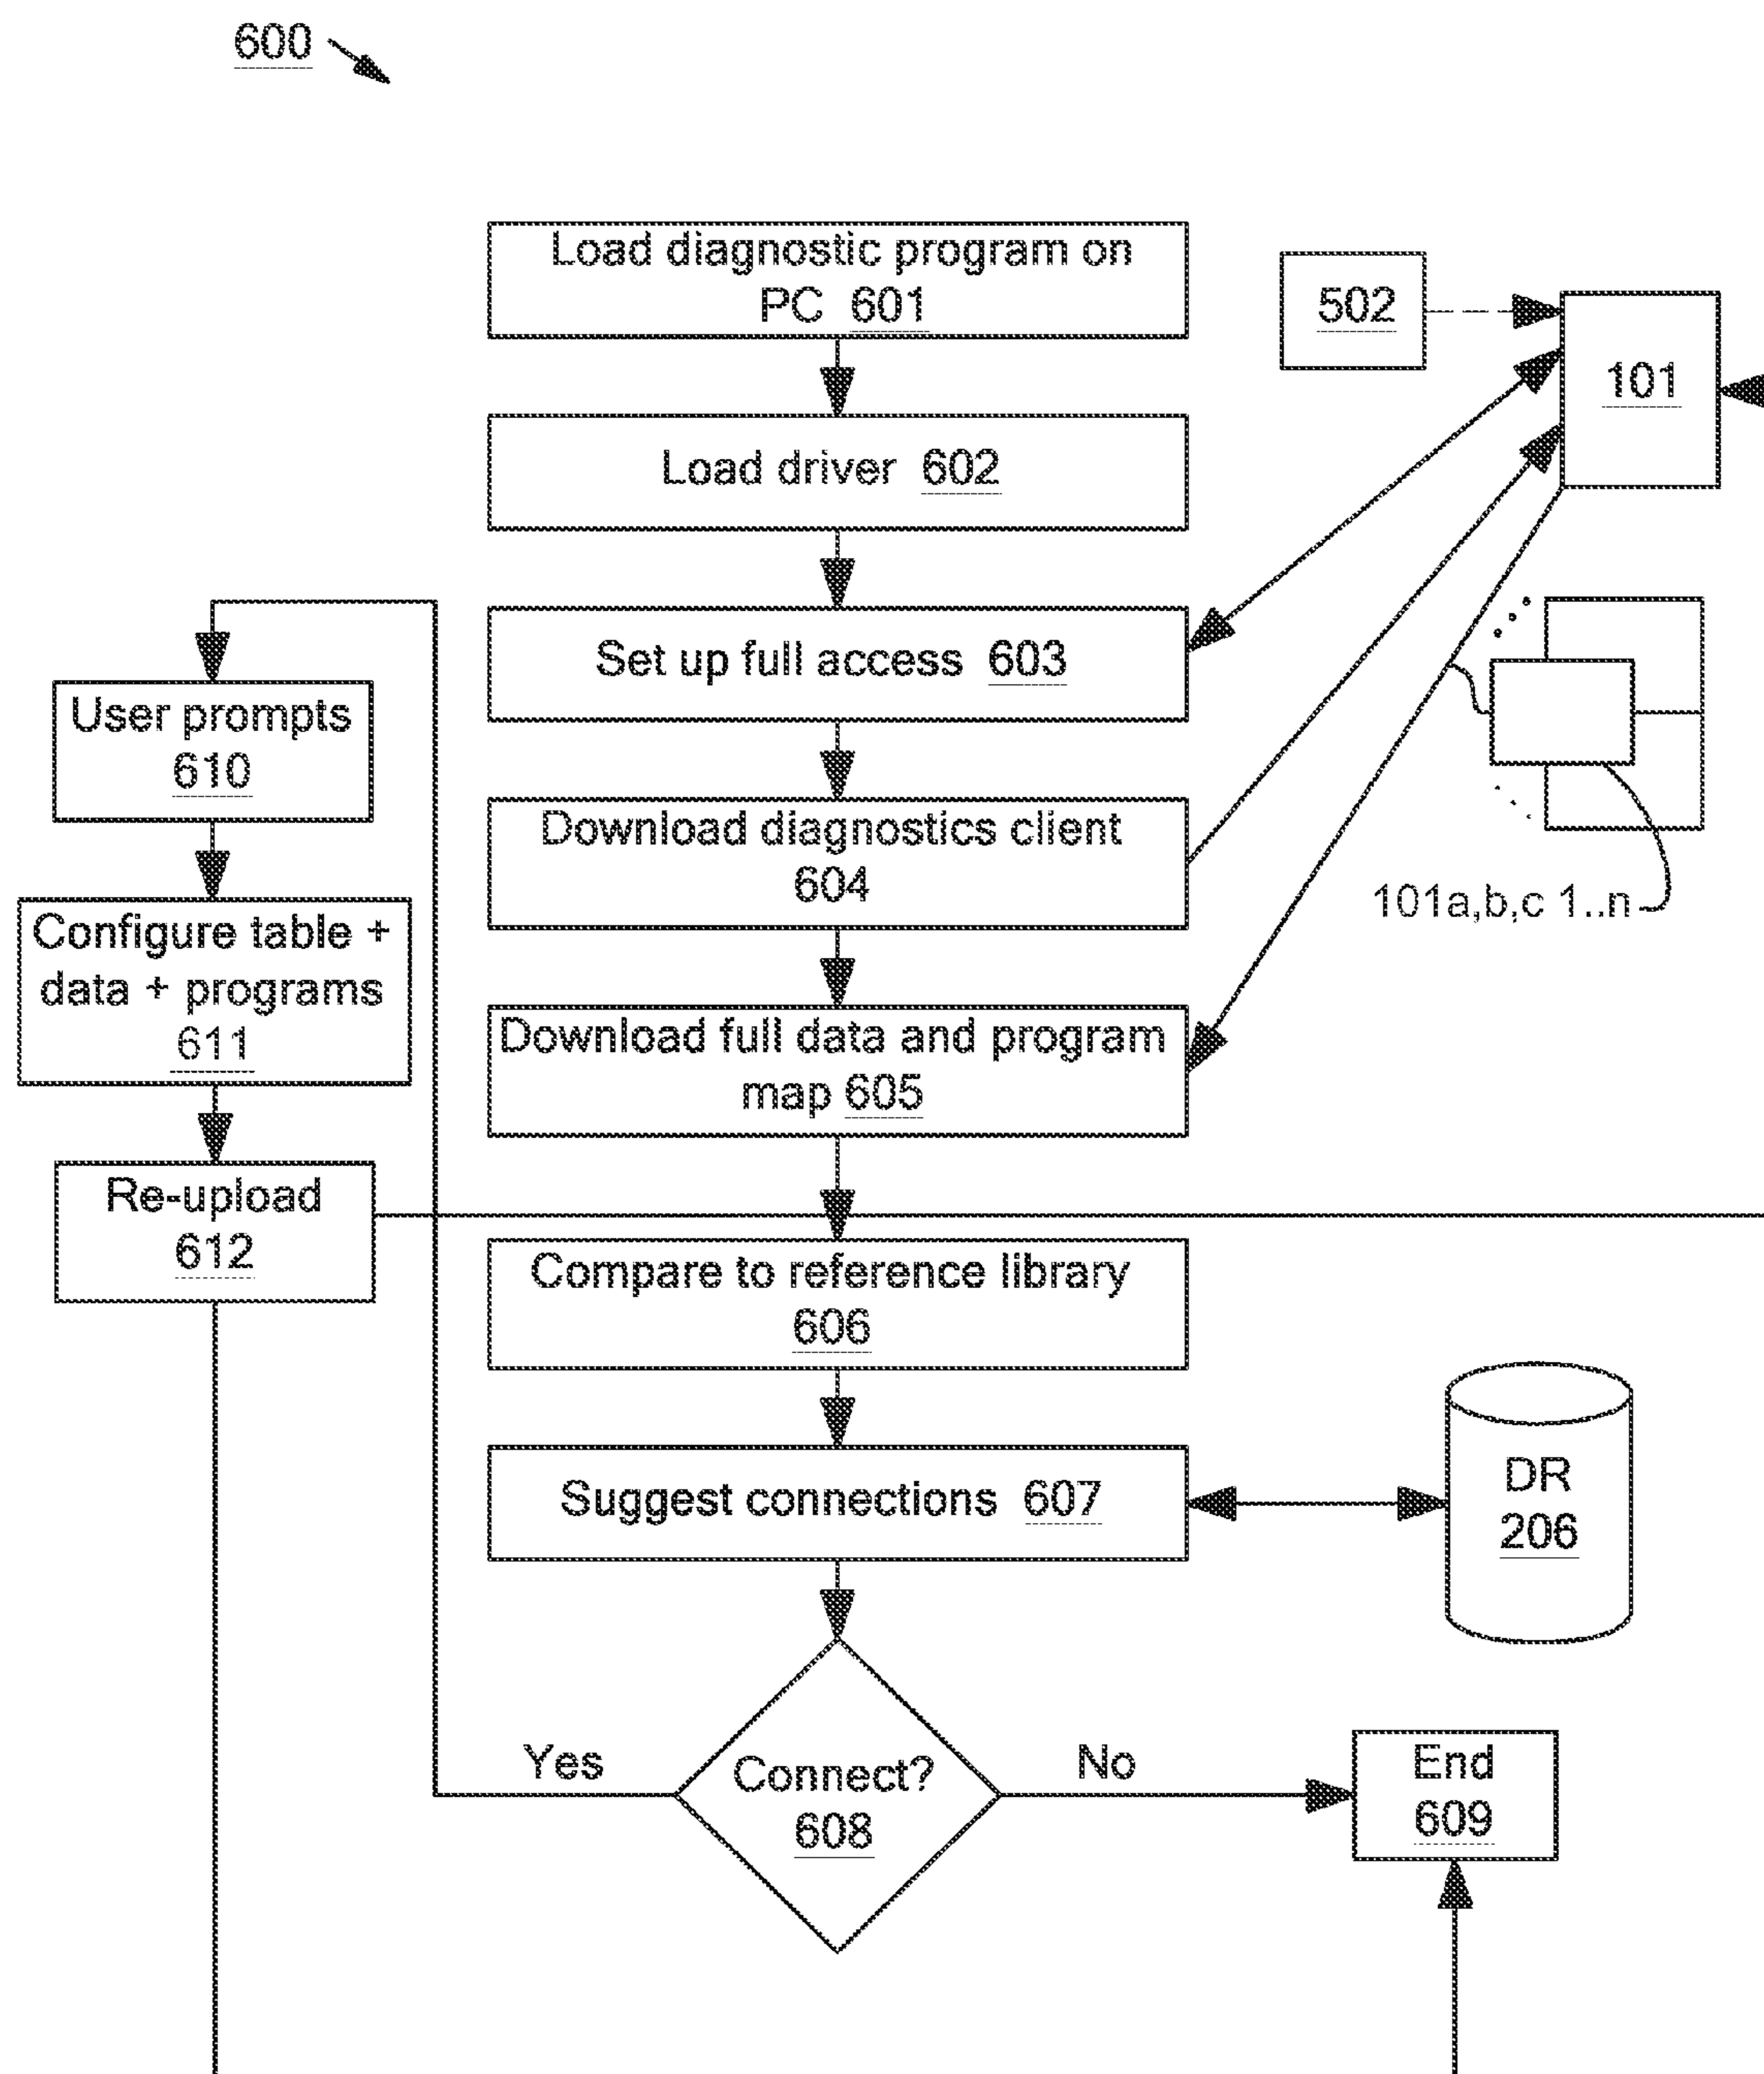 600
Load diagnostic program on
PC 601
502
101
Load driver 602
Set up full access 603
User prompts
610
Download diagnostics client
604
101a,b,c 1..n
Configure table +
data + programs
611
Download full data and program
map 605
Re-upload
612
Compare to reference library
606
Suggest connections 607
DR
206
Yes
Connect?
608
No
End
609